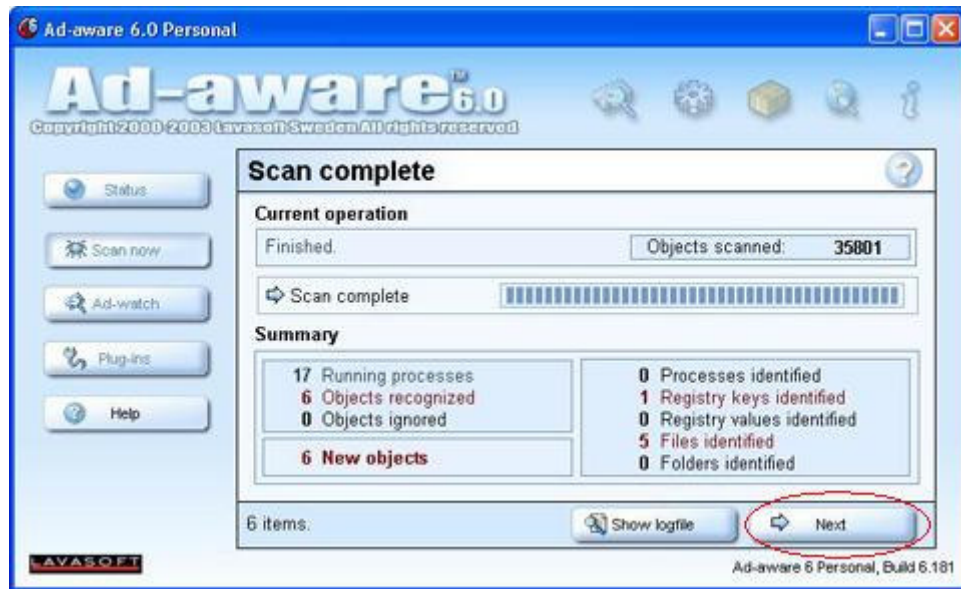 Ad-aware 6.0 Personal
Ad-aware 6.0
Copyright 2000-2003 Lavasoft Sweden All rights reserved
Status
Scan now
Ad-watch
Plug-ins
Help
Scan complete
Current operation
Finished.
Objects scanned: 35801
Scan complete
Summary
17 Running processes
6 Objects recognized
0 Objects ignored
6 New objects
0 Processes identified
1 Registry keys identified
0 Registry values identified
5 Files identified
0 Folders identified
6 items.
Show logfile
Next
LAVASOFT
Ad-aware 6 Personal, Build 6.181